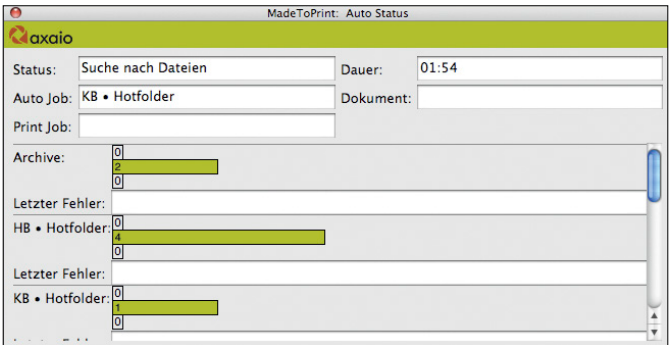 MadeToPrint: Auto Status
axaio
Status: Suche nach Dateien Dauer: 01:54
Auto Job: KB • Hotfolder Dokument:
Print Job:
Archive: 0
2
0
Letzter Fehler:
HB • Hotfolder: 0
4
0
Letzter Fehler:
KB • Hotfolder: 0
1
0